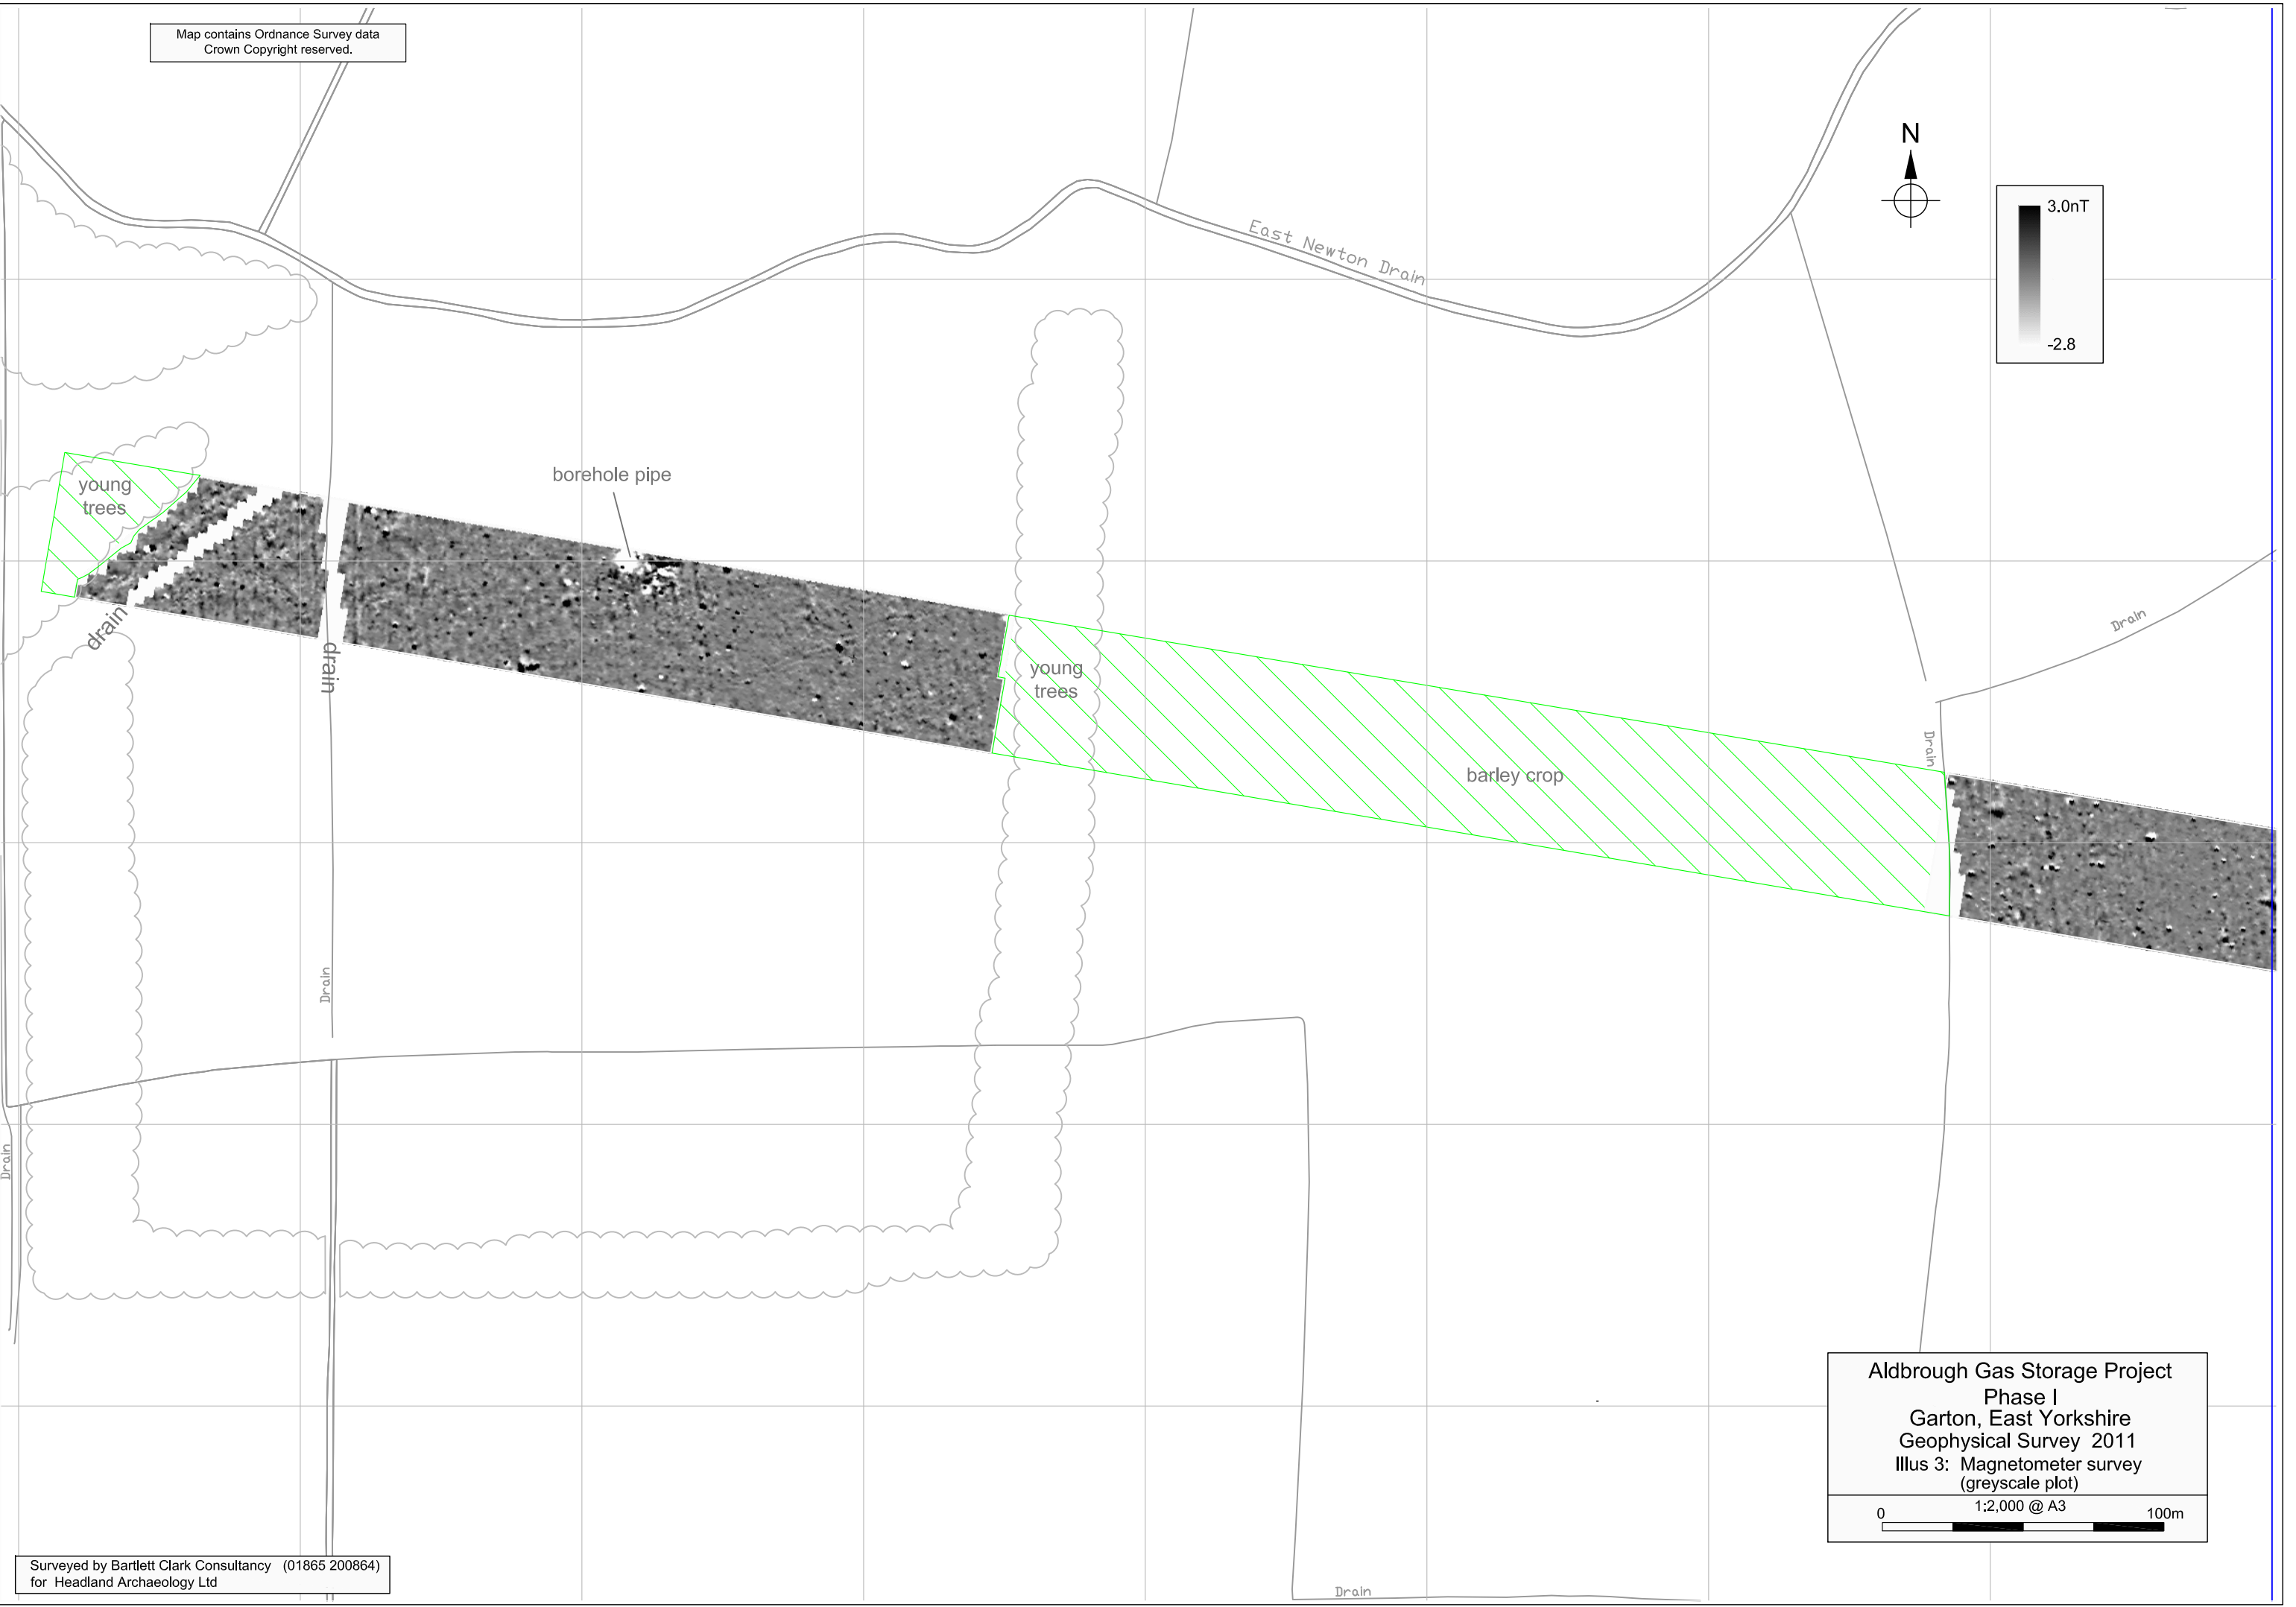 Map contains Ordnance Survey data
Crown Copyright reserved.
N
3.0nT
-2.8
East Newton Drain
borehole pipe
young
trees
drain
drain
young
trees
barley crop
Drain
Drain
Drain
Drain
Drain
Aldbrough Gas Storage Project
Phase I
Garton, East Yorkshire
Geophysical Survey 2011
Illus 3: Magnetometer survey
(greyscale plot)
1:2,000 @ A3
0 100m
Surveyed by Bartlett Clark Consultancy (01865 200864)
for Headland Archaeology Ltd